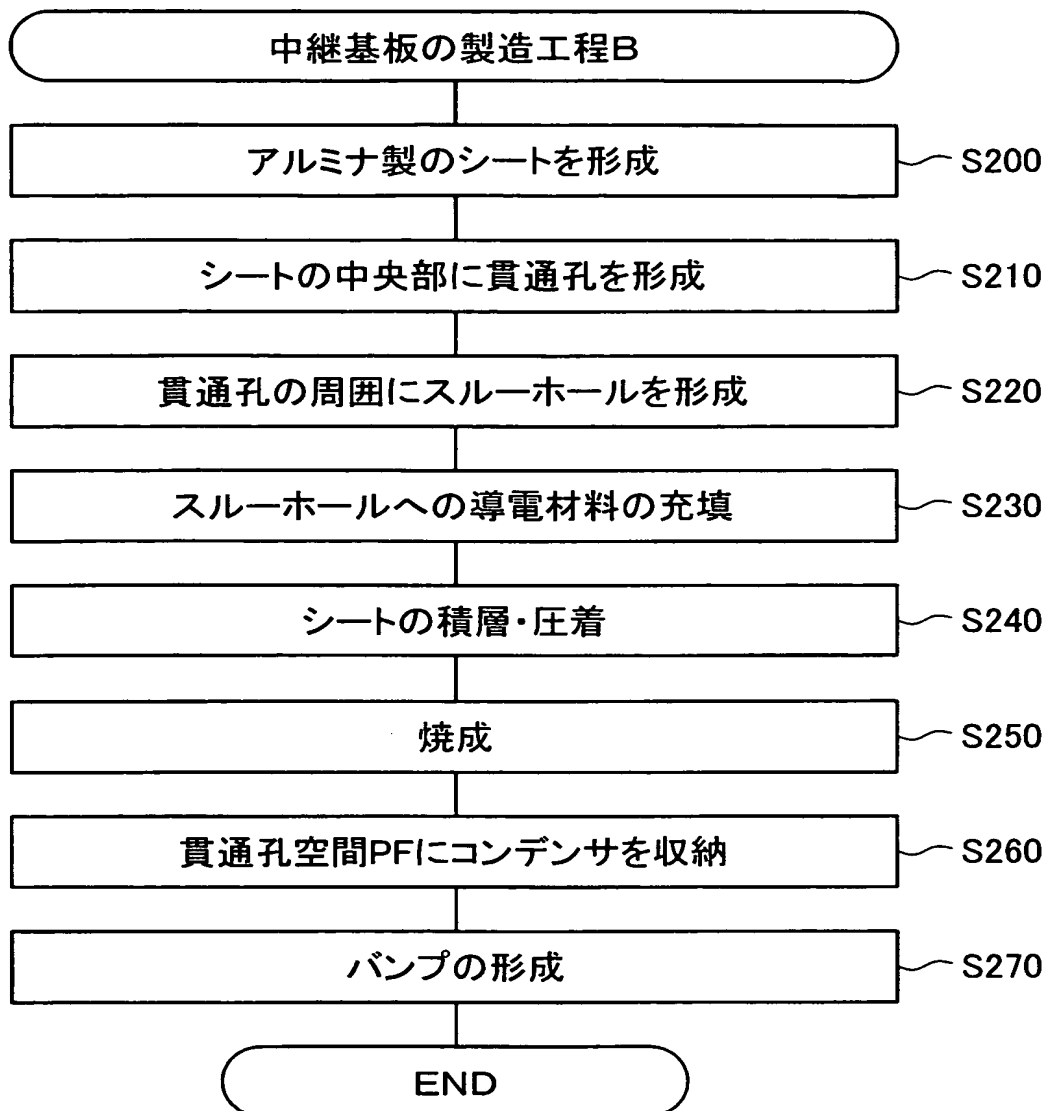 中継基板の製造工程B
アルミナ製のシートを形成
S200
シートの中央部に貫通孔を形成
S210
貫通孔の周囲にスルーホールを形成
S220
スルーホールへの導電材料の充填
S230
シートの積層・圧着
S240
焼成
S250
貫通孔空間PFにコンデンサを収納
S260
バンプの形成
S270
END